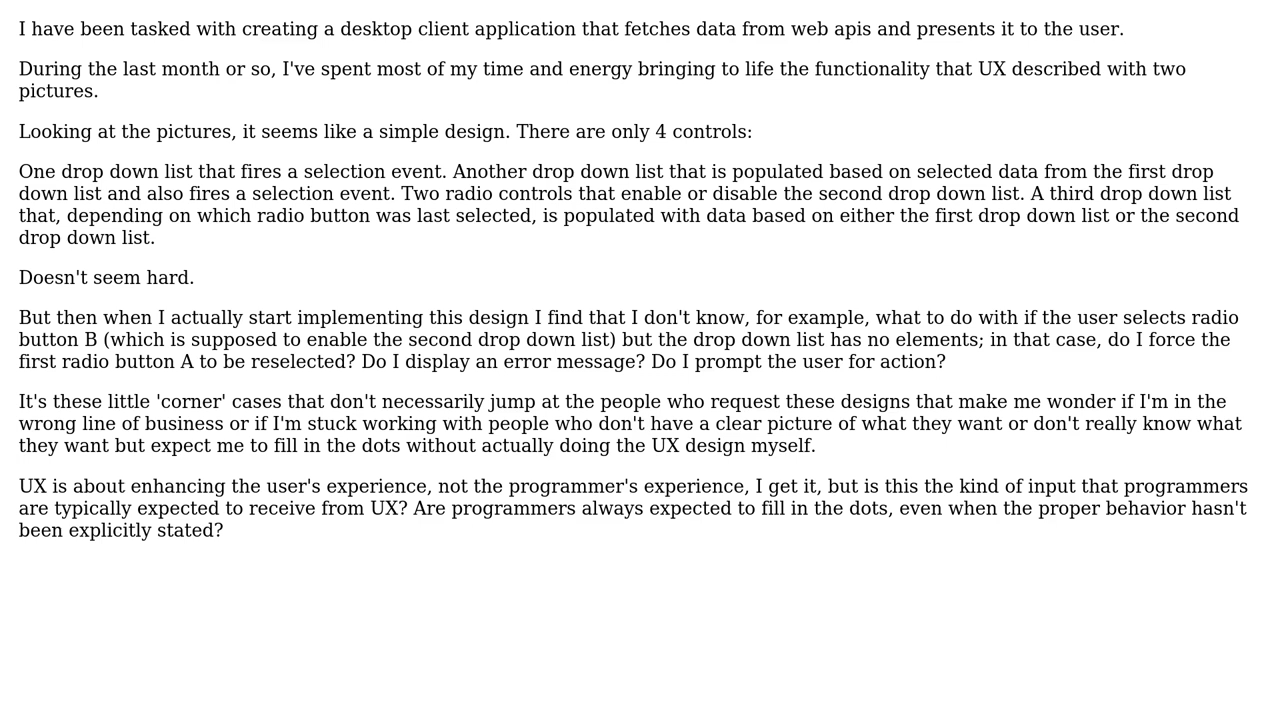 I have been tasked with creating a desktop client application that fetches data from web apis and presents it to the user.
During the last month or so, I've spent most of my time and energy bringing to life the functionality that UX described with two
pictures.
Looking at the pictures, it seems like a simple design. There are only 4 controls:
One drop down list that fires a selection event. Another drop down list that is populated based on selected data from the first drop
down list and also fires a selection event. Two radio controls that enable or disable the second drop down list. A third drop down list
that, depending on which radio button was last selected, is populated with data based on either the first drop down list or the second
drop down list.
Doesn't seem hard.
But then when I actually start implementing this design I find that I don't know, for example, what to do with if the user selects radio
button B (which is supposed to enable the second drop down list) but the drop down list has no elements; in that case, do I force the
first radio button A to be reselected? Do I display an error message? Do I prompt the user for action?
It's these little 'corner' cases that don't necessarily jump at the people who request these designs that make me wonder if I'm in the
wrong line of business or if I'm stuck working with people who don't have a clear picture of what they want or don't really know what
they want but expect me to fill in the dots without actually doing the UX design myself.
UX is about enhancing the user's experience, not the programmer's experience, I get it, but is this the kind of input that programmers
are typically expected to receive from UX? Are programmers always expected to fill in the dots, even when the proper behavior hasn't
been explicitly stated?